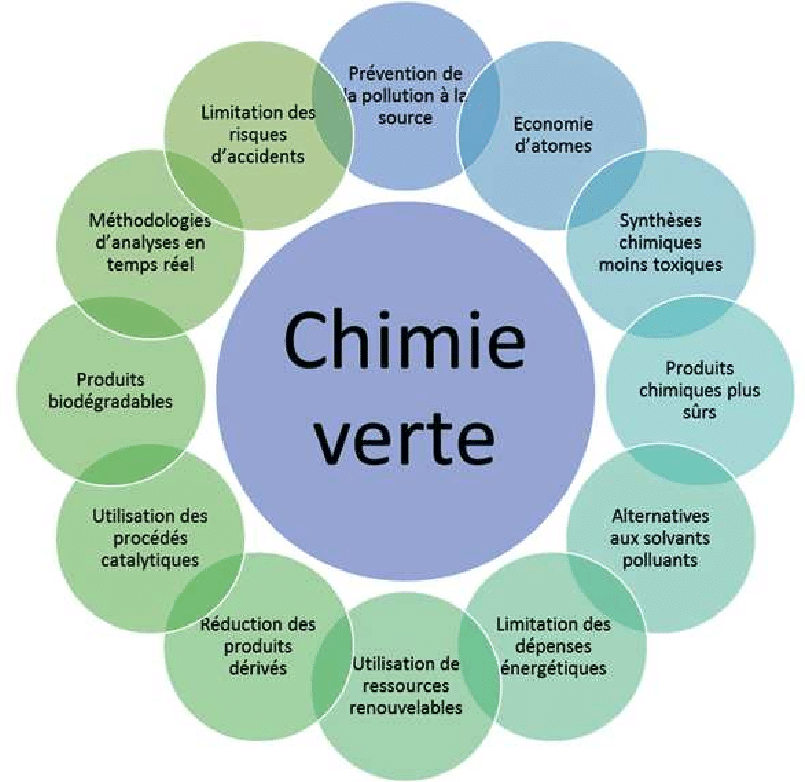 Prévention de
la pollution à la
source
Economie
d'atomes
Synthèses
chimiques
moins toxiques
Produits
chimiques plus
sûrs
Alternatives
aux solvants
polluants
Limitation des
dépenses
énergétiques
Utilisation de
ressources
renouvelables
Réduction des
produits
dérivés
Utilisation des
procédés
catalytiques
Produits
biodégradables
Méthodologies
d'analyses en
temps réel
Limitation des
risques
d'accidents
Chimie
verte